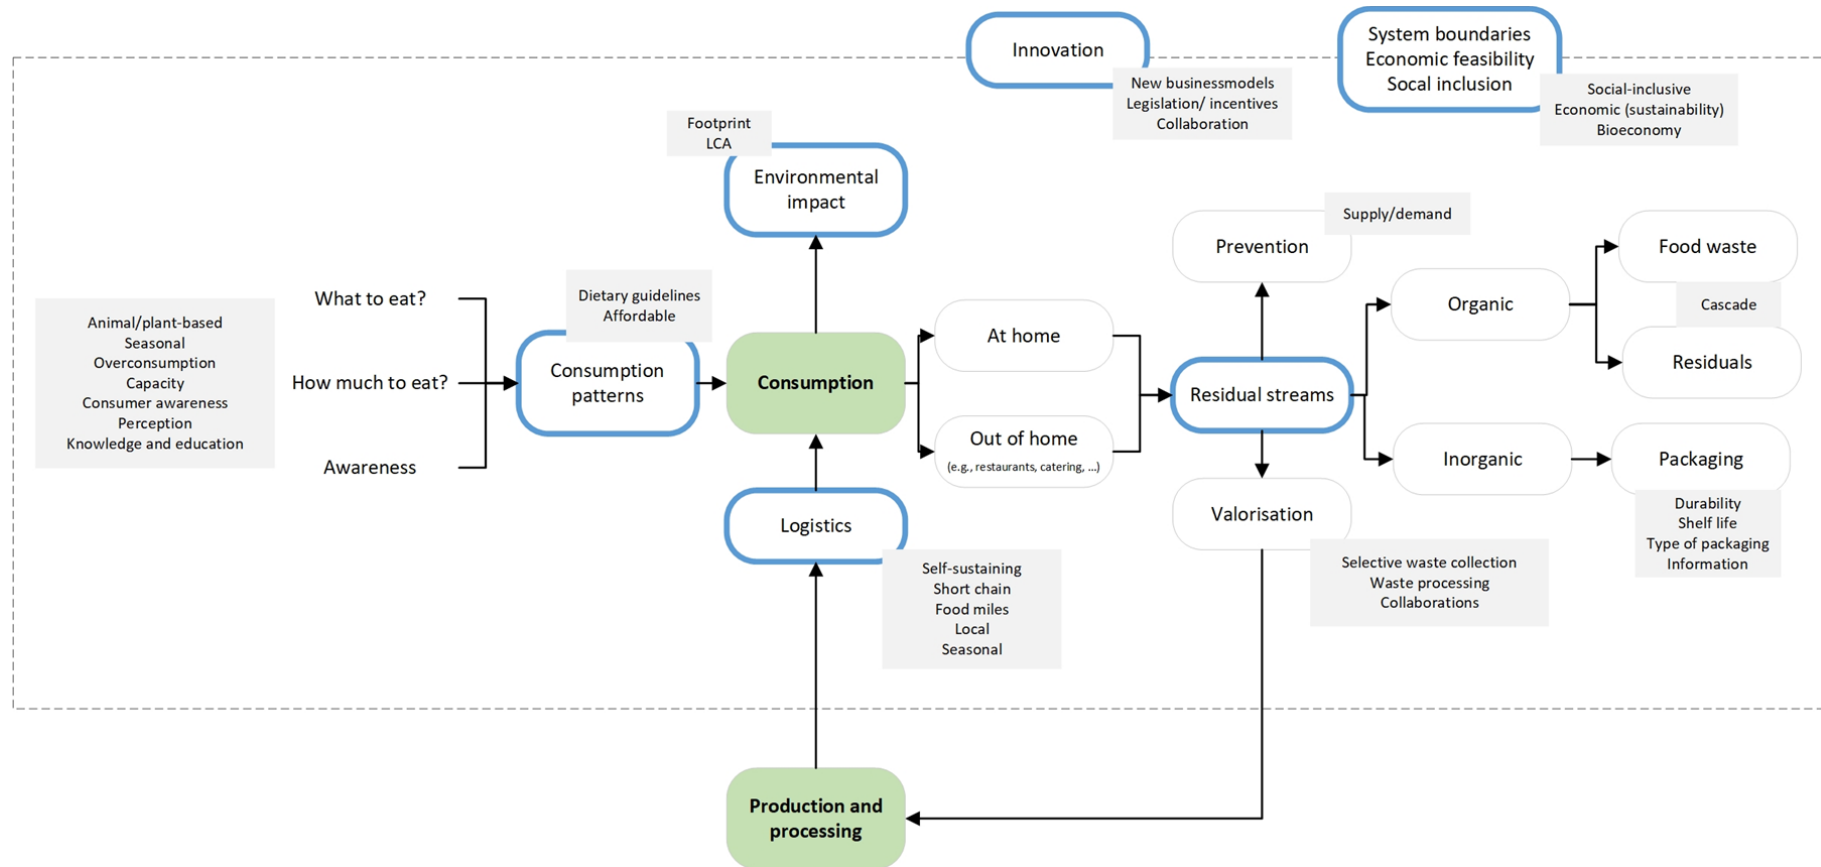 Innovation
New businessmodels
Legislation/ incentives
Collaboration
System boundaries
Economic feasibility
Socal inclusion
Social-inclusive
Economic (sustainability)
Bioeconomy
Footprint
LCA
Environmental
impact
What to eat?
How much to eat?
Awareness
Animal/plant-based
Seasonal
Overconsumption
Capacity
Consumer awareness
Perception
Knowledge and education
Dietary guidelines
Affordable
Consumption
patterns
Consumption
At home
Out of home
(e.g., restaurants, catering, ...)
Logistics
Self-sustaining
Short chain
Food miles
Local
Seasonal
Production and
processing
Prevention
Supply/demand
Residual streams
Valorisation
Selective waste collection
Waste processing
Collaborations
Organic
Food waste
Cascade
Residuals
Inorganic
Packaging
Durability
Shelf life
Type of packaging
Information